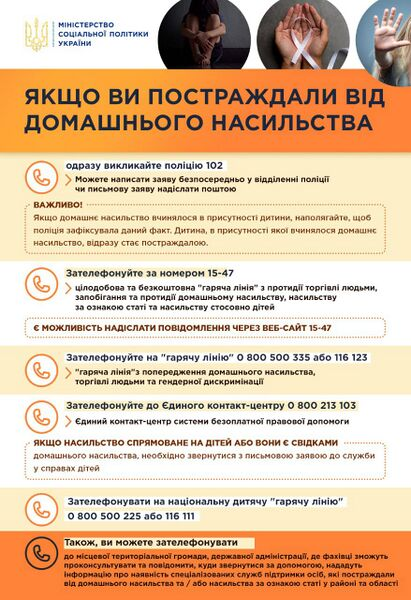 МІНІСТЕРСТВО
СОЦІАЛЬНОЇ ПОЛІТИКИ
УКРАЇНИ
ЯКЩО ВИ ПОСТРАЖДАЛИ ВІД
ДОМАШНЬОГО НАСИЛЬСТВА
одразу викликайте поліцію 102
Можете написати заяву безпосередньо у відділенні поліції
чи письмову заяву надіслати поштою
ВАЖЛИВО!
Якщо домашнє насильство вчинялося в присутності дитини, наполягайте, щоб
поліція зафіксувала даний факт. Дитина, в присутності якої вчинялося домашнє
насильство, відразу стає постраждалою.
Зателефонуйте за номером 15-47
цілодобова та безкоштовна "гаряча лінія" з протидії торгівлі людьми,
запобігання та протидії домашньому насильству, насильству
за ознакою статі та насильству стосовно дітей
Є МОЖЛИВІСТЬ НАДІСЛАТИ ПОВІДОМЛЕННЯ ЧЕРЕЗ ВЕБ-САЙТ 15-47
Зателефонуйте на "гарячу лінію" 0 800 500 335 або 116 123
"гаряча лінія"з попередження домашнього насильства,
торгівлі людьми та гендерної дискримінації
Зателефонуйте до Єдиного контакт-центру 0 800 213 103
Єдиний контакт-центр системи безоплатної правової допомоги
ЯКЩО НАСИЛЬСТВО СПРЯМОВАНЕ НА ДІТЕЙ АБО ВОНИ Є СВІДКАМИ
домашнього насильства, необхідно звернутися з письмовою заявою до служби
у справах дітей
Зателефонувати на національну дитячу "гарячу лінію"
0 800 500 225 або 116 111
Також, ви можете зателефонувати
до місцевої територіальної громади, державної адміністрації, де фахівці зможуть
проконсультувати та повідомити, куди звернутися за допомогою, нададуть
інформацію про наявність спеціалізованих служб підтримки осіб, які постраждали
від домашнього насильства та / або насильства за ознакою статі у районі та області